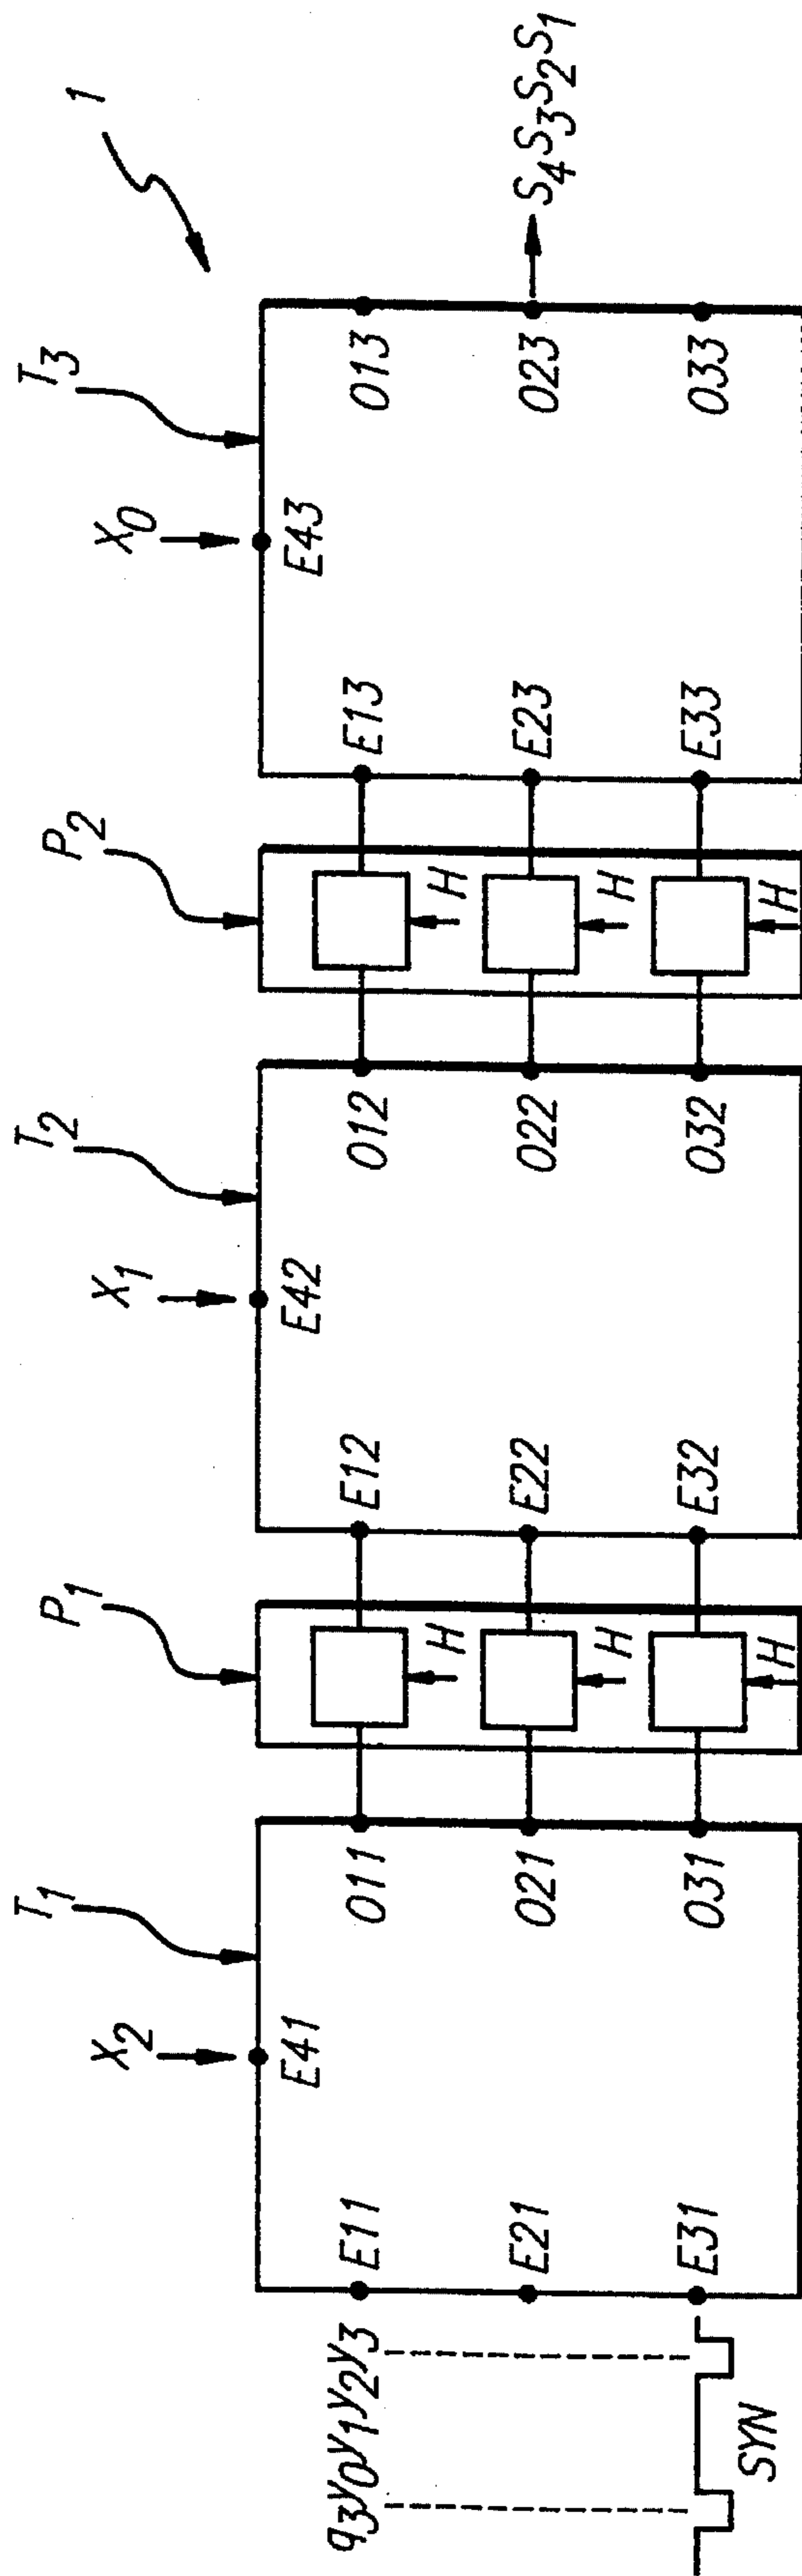 1
T1 T2 T3
X2 X1 X0
P1 P2
E41 E42 E43
E11 O11 E12 O12 E13 O13
E21 O21 E22 O22 E23 O23
E31 O31 E32 O32 E33 O33
H H
H H
H H
q3y0y1y2y3
SYN
S4S3S2S1